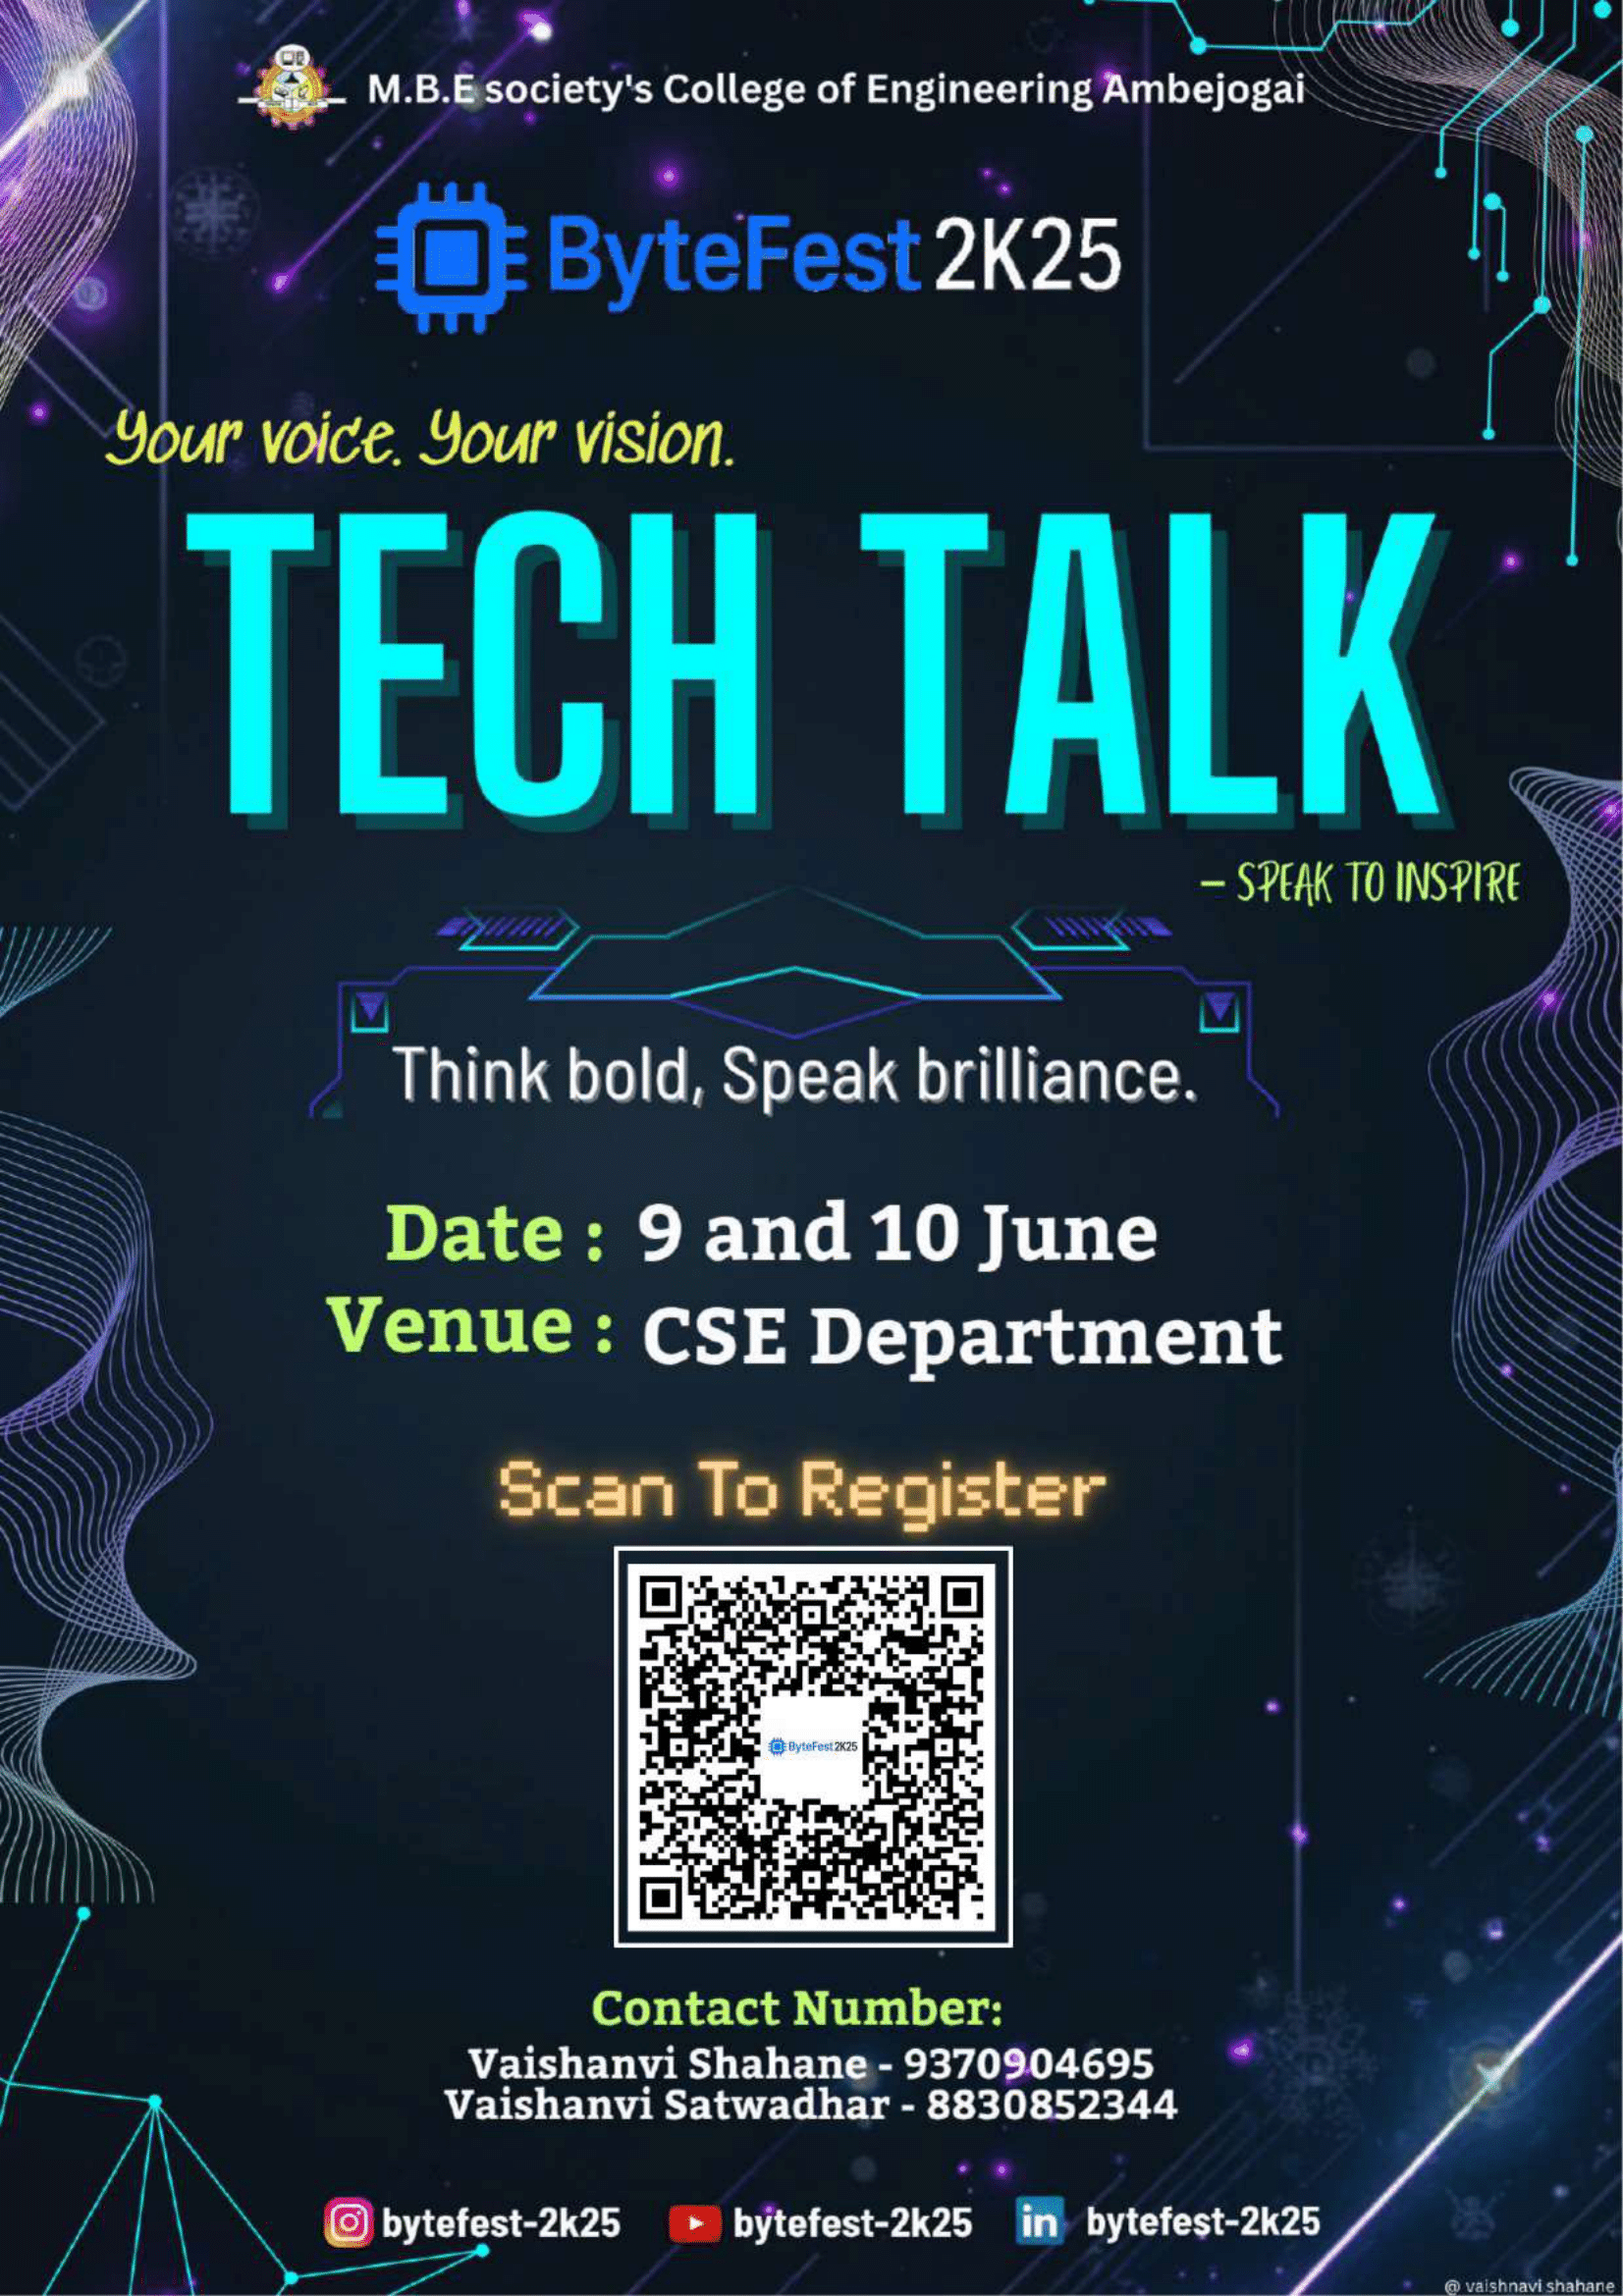 M.B.E society's College of Engineering Ambejogai
ByteFest 2K25
Your voice. Your vision.
TECH TALK
– SPEAK TO INSPIRE
Think bold, Speak brilliance.
Date : 9 and 10 June
Venue : CSE Department
Scan To Register
ByteFest 2K25
Contact Number:
Vaishanvi Shahane - 9370904695
Vaishanvi Satwadhar - 8830852344
bytefest-2k25 bytefest-2k25 in bytefest-2k25
@ vaishnavi shahane